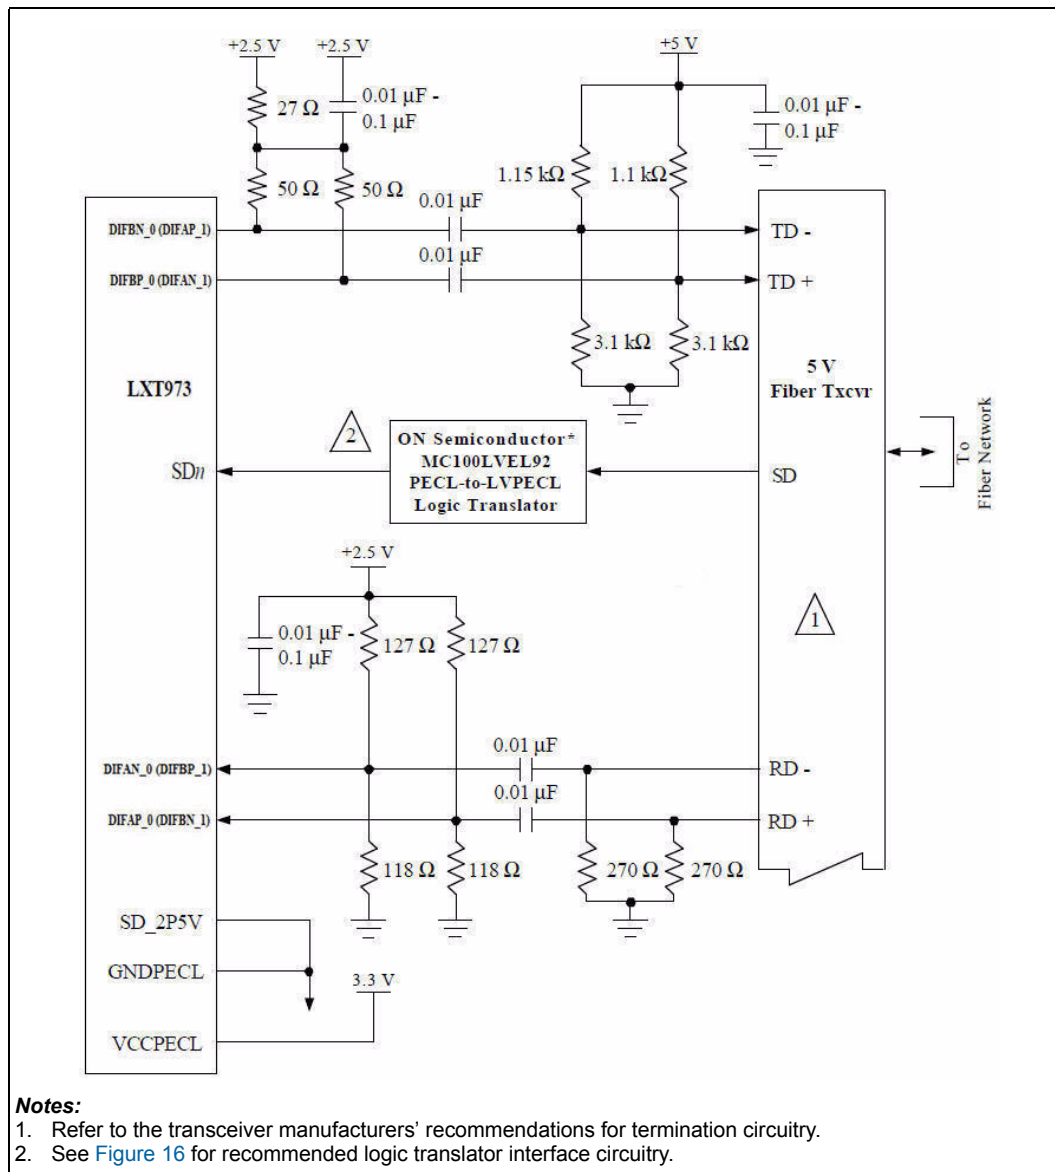 +2.5 V
+2.5 V
+5 V
27 Ω
0.01 µF -
0.1 µF
0.01 µF -
0.1 µF
1.15 kΩ
1.1 kΩ
50 Ω
50 Ω
0.01 µF
DIFBN_0 (DIFAP_1)
TD -
0.01 µF
DIFBP_0 (DIFAN_1)
TD +
3.1 kΩ
3.1 kΩ
5 V
Fiber Txcvr
LXT973
2
ON Semiconductor*
MC100LVEL92
PECL-to-LVPECL
Logic Translator
SDn
SD
To
Fiber Network
+2.5 V
1
0.01 µF -
0.1 µF
127 Ω
127 Ω
0.01 µF
DIFAN_0 (DIFBP_1)
RD -
0.01 µF
DIFAP_0 (DIFBN_1)
RD +
118 Ω
118 Ω
270 Ω
270 Ω
SD_2P5V
GNDPECL
3.3 V
VCCPECL
Notes:
1. Refer to the transceiver manufacturers' recommendations for termination circuitry.
2. See Figure 16 for recommended logic translator interface circuitry.